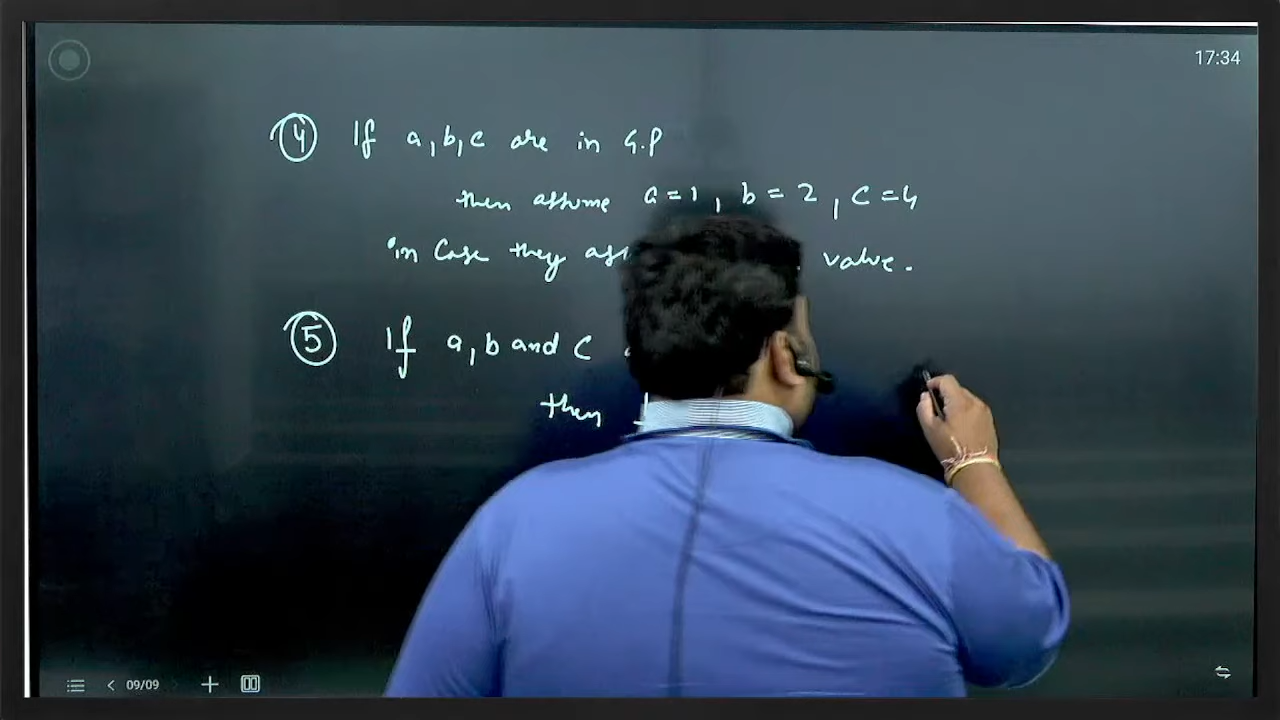 17:34
④ If a, b, c are in G.P
then assume a = 1, b = 2, c = 4
in Case they value.
⑤ If a, b and c
then
09/09